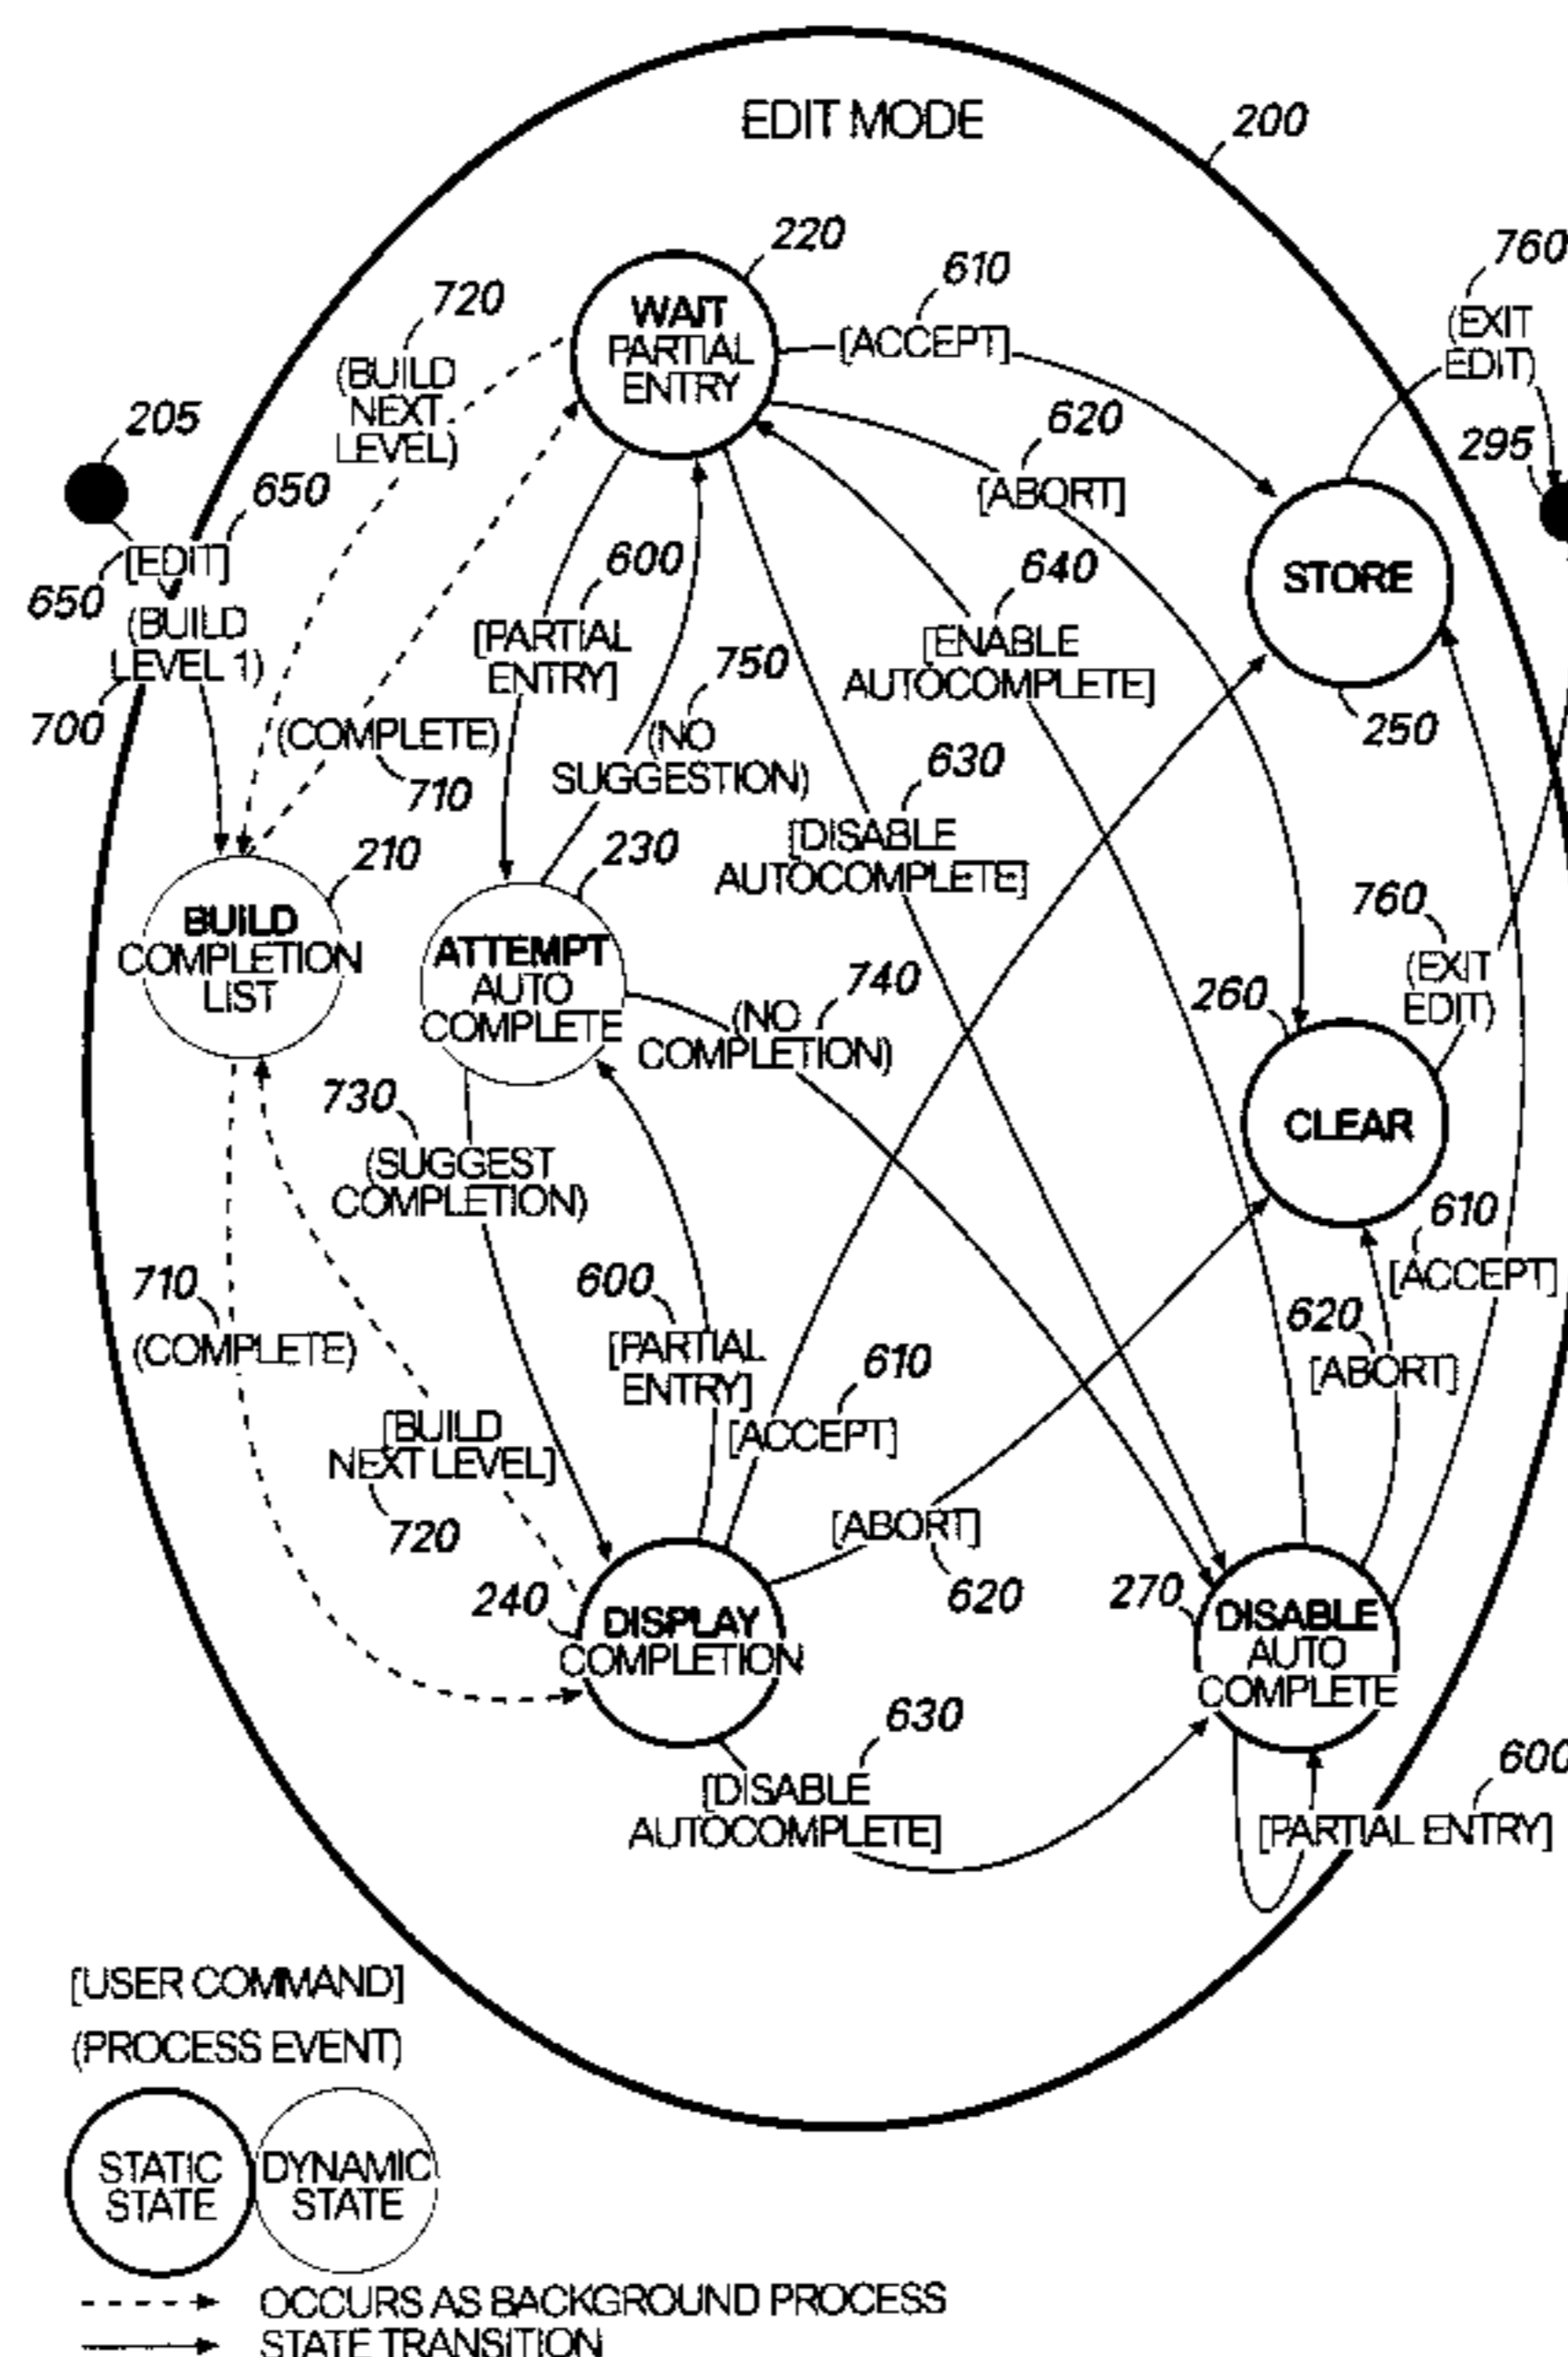 EDIT MODE
200
220
760
610
720
WAIT
PARTIAL
ENTRY
[ACCEPT]
(EXIT
EDIT)
(BUILD
NEXT
LEVEL)
205
620
295
650
[ABORT]
[EDIT]
600
640
STORE
650
(BUILD
LEVEL 1)
[PARTIAL
ENTRY]
750
[ENABLE
AUTOCOMPLETE]
700
(COMPLETE)
(NO
SUGGESTION)
250
710
630
210
230
[DISABLE
AUTOCOMPLETE]
BUILD
COMPLETION
LIST
ATTEMPT
AUTO
COMPLETE
760
740
(EXIT
EDIT)
260
(NO
COMPLETION)
730
CLEAR
(SUGGEST
COMPLETION)
610
710
600
[ACCEPT]
620
(COMPLETE)
[PARTIAL
ENTRY]
610
[ABORT]
[BUILD
NEXT LEVEL]
[ACCEPT]
720
[ABORT]
240
620
270
DISPLAY
COMPLETION
DISABLE
AUTO
COMPLETE
630
600
[DISABLE
AUTOCOMPLETE]
[PARTIAL ENTRY]
[USER COMMAND]
(PROCESS EVENT)
STATIC
STATE
DYNAMIC
STATE
OCCURS AS BACKGROUND PROCESS
STATE TRANSITION